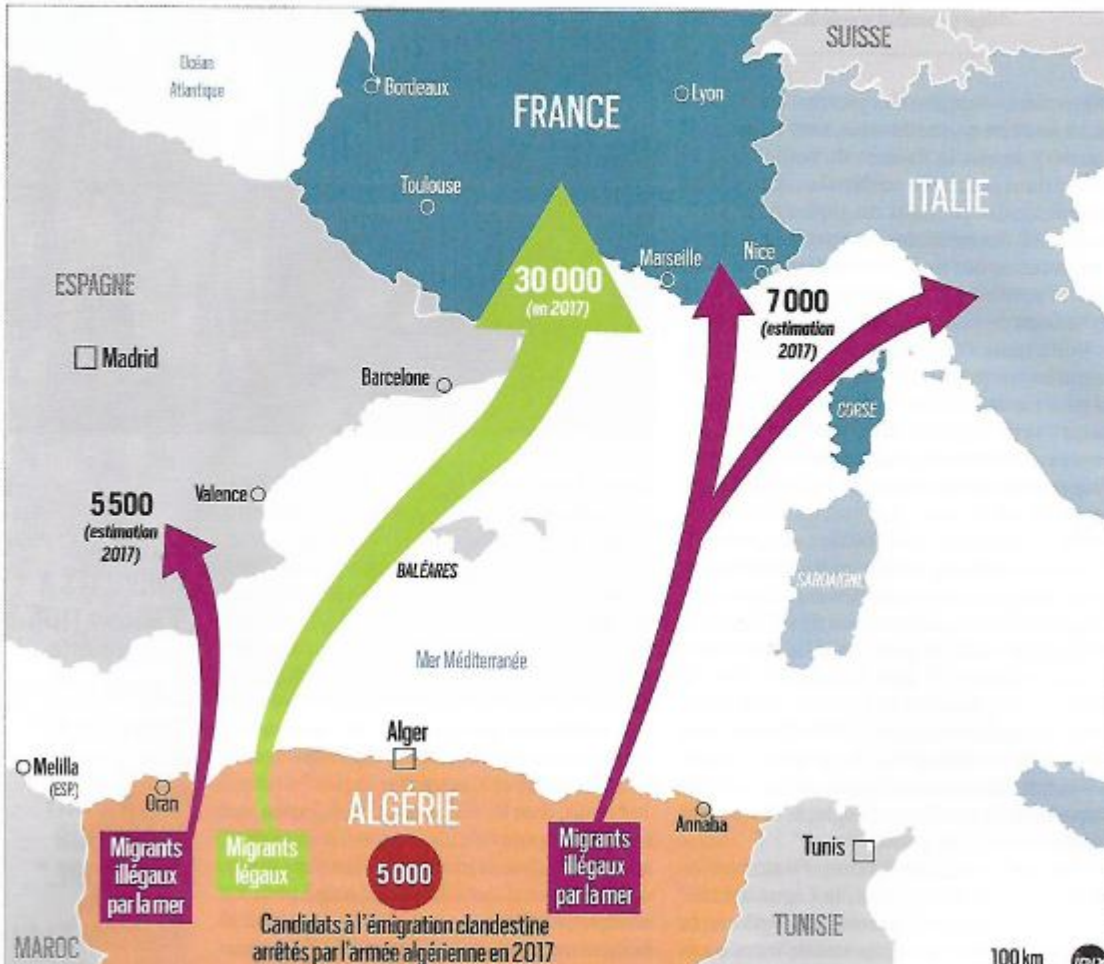 SUISSE
Océan
Atlantique
Bordeaux
Lyon
FRANCE
ITALIE
Toulouse
Marseille
Nice
ESPAGNE
30 000
(en 2017)
7 000
(estimation
2017)
Madrid
Barcelone
CORSE
Valence
5 500
(estimation
2017)
BALÉARES
SARDAIGNE
Mer Méditerranée
Alger
Melilla
(ESP.)
Oran
ALGÉRIE
Annaba
Migrants
illégaux
par la mer
Migrants
légaux
5 000
Migrants
illégaux
par la mer
Tunis
Candidats à l'émigration clandestine
arrêtés par l'armée algérienne en 2017
TUNISIE
MAROC
100 km